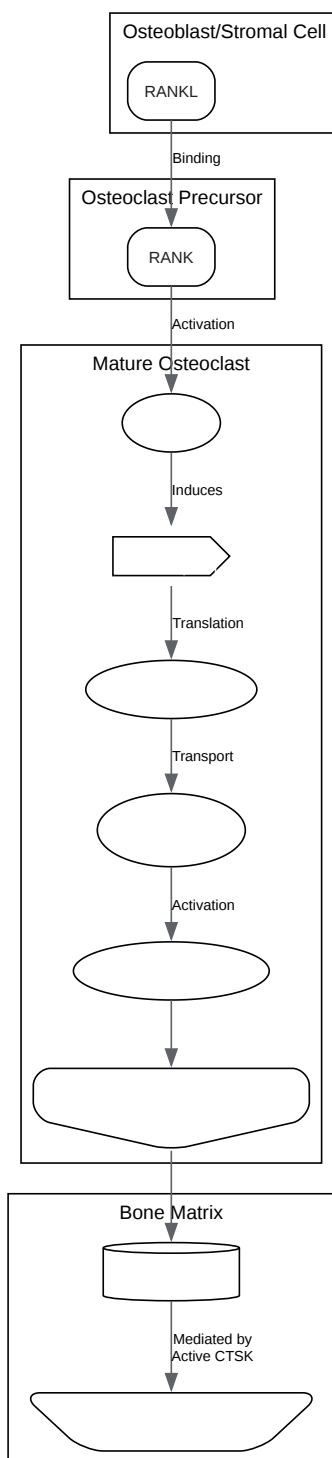 Osteoblast/Stromal Cell
RANKL
Binding
Osteoclast Precursor
RANK
Activation
Mature Osteoclast
Induces
Translation
Transport
Activation
Bone Matrix
Mediated by
Active CTSK